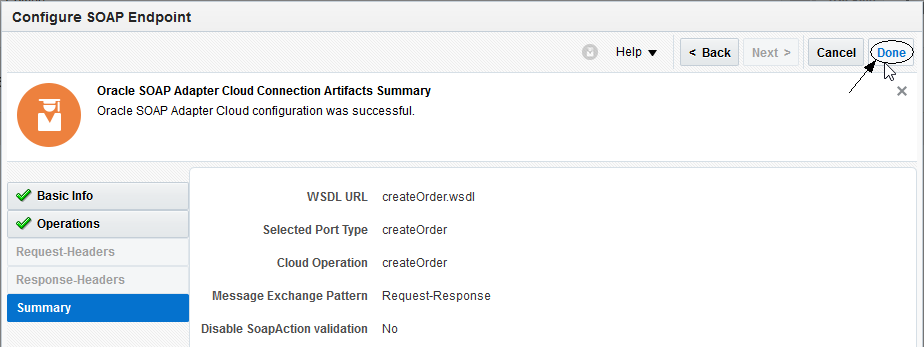 Configure SOAP Endpoint
Help
< Back
Next >
Cancel
Done
Oracle SOAP Adapter Cloud Connection Artifacts Summary
Oracle SOAP Adapter Cloud configuration was successful.
Basic Info
Operations
Request-Headers
Response-Headers
Summary
WSDL URL createOrder.wsdl
Selected Port Type createOrder
Cloud Operation createOrder
Message Exchange Pattern Request-Response
Disable SoapAction validation No